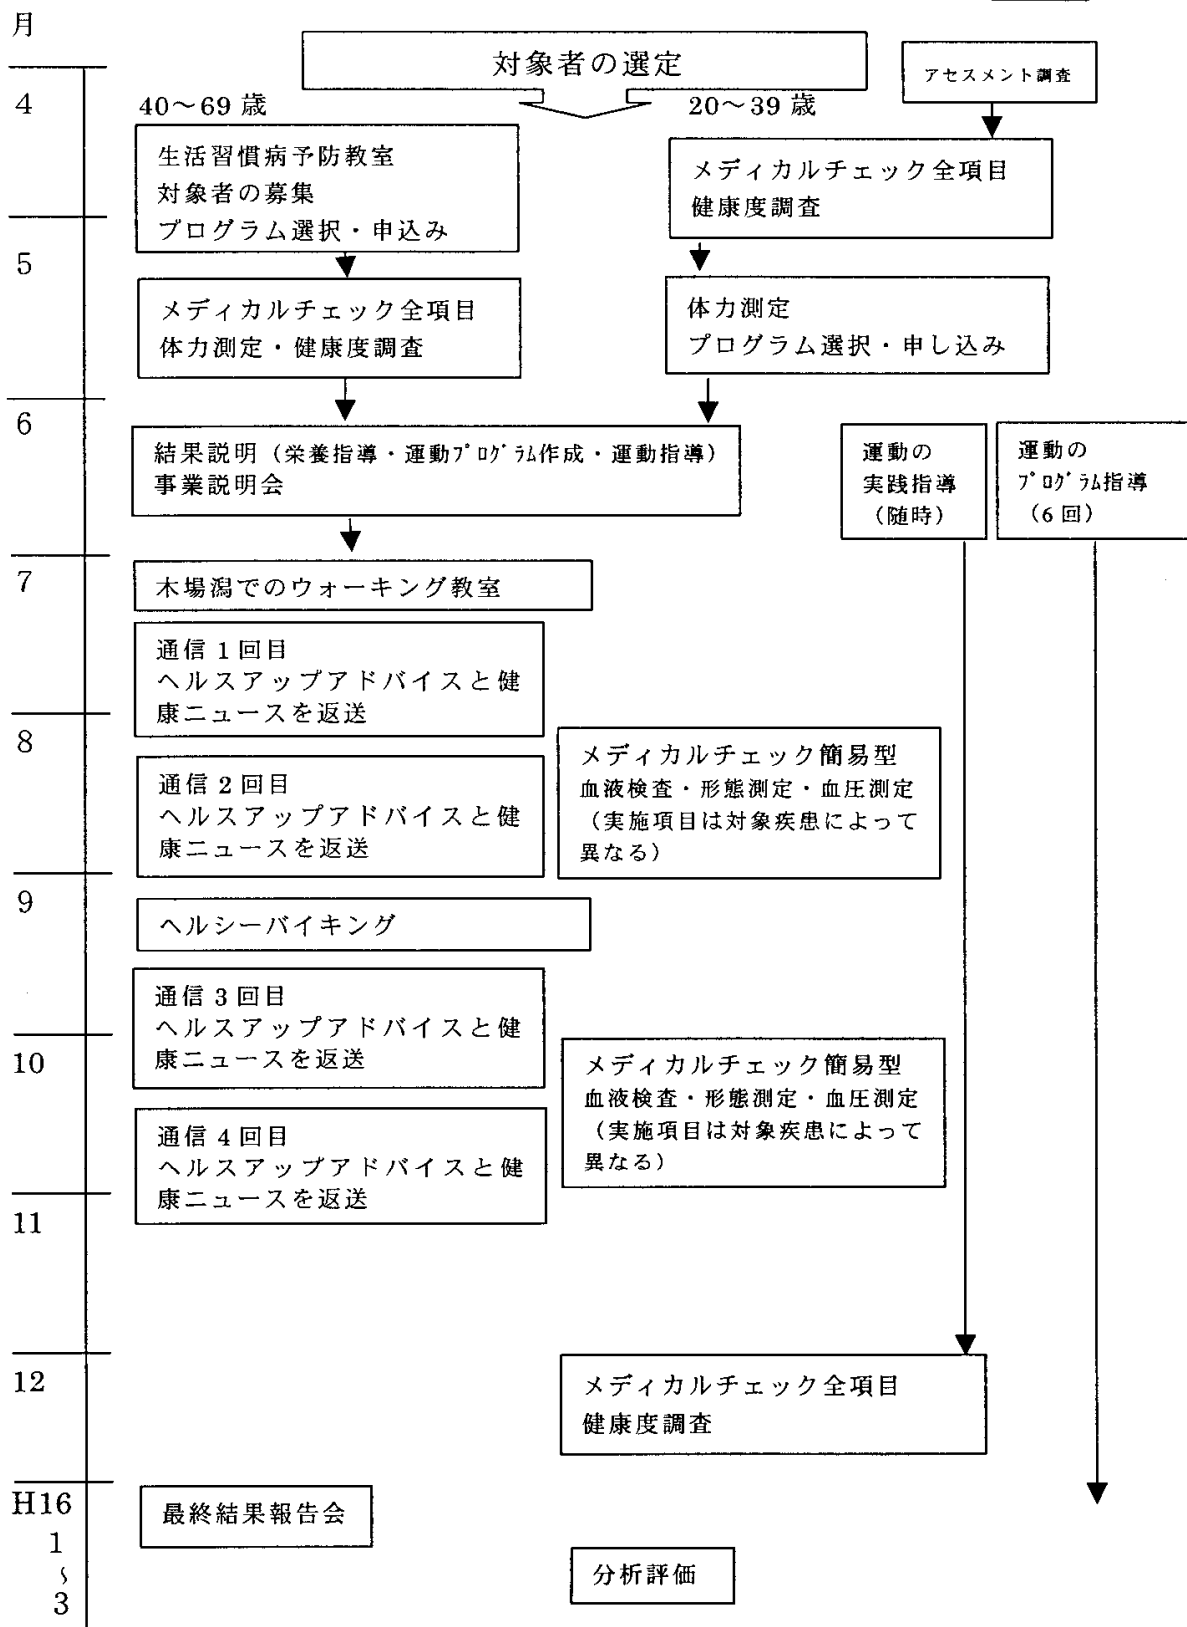 月
対象者の選定
アセスメント調査
4
40～69 歳
20～39 歳
生活習慣病予防教室
対象者の募集
プログラム選択・申込み
メディカルチェック全項目
健康度調査
5
メディカルチェック全項目
体力測定・健康度調査
体力測定
プログラム選択・申し込み
6
結果説明（栄養指導・運動ﾌﾟﾛｸﾞﾗﾑ作成・運動指導）
事業説明会
運動の
実践指導
（随時）
運動の
ﾌﾟﾛｸﾞﾗﾑ指導
（6 回）
7
木場潟でのウォーキング教室
通信 1 回目
ヘルスアップアドバイスと健
康ニュースを返送
8
通信 2 回目
ヘルスアップアドバイスと健
康ニュースを返送
メディカルチェック簡易型
血液検査・形態測定・血圧測定
（実施項目は対象疾患によって
異なる）
9
ヘルシーバイキング
通信 3 回目
ヘルスアップアドバイスと健
康ニュースを返送
10
メディカルチェック簡易型
血液検査・形態測定・血圧測定
（実施項目は対象疾患によって
異なる）
通信 4 回目
ヘルスアップアドバイスと健
康ニュースを返送
11
12
メディカルチェック全項目
健康度調査
H16
1
～
3
最終結果報告会
分析評価